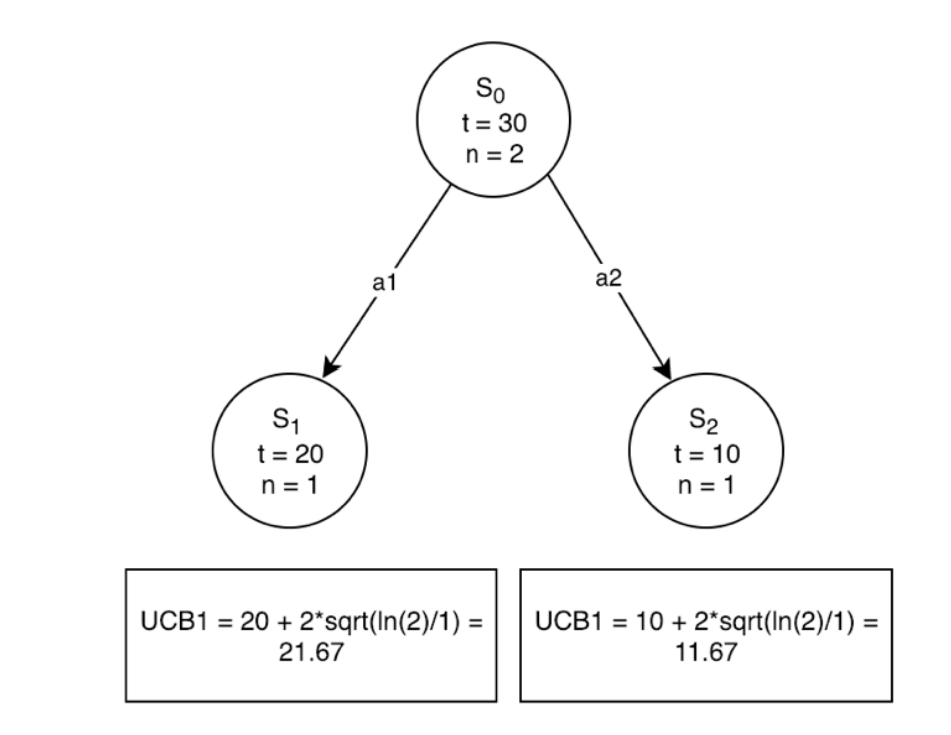 S₀
t = 30
n = 2
a1
a2
S₁
t = 20
n = 1
S₂
t = 10
n = 1
UCB1 = 20 + 2*sqrt(ln(2)/1) =
21.67
UCB1 = 10 + 2*sqrt(ln(2)/1) =
11.67